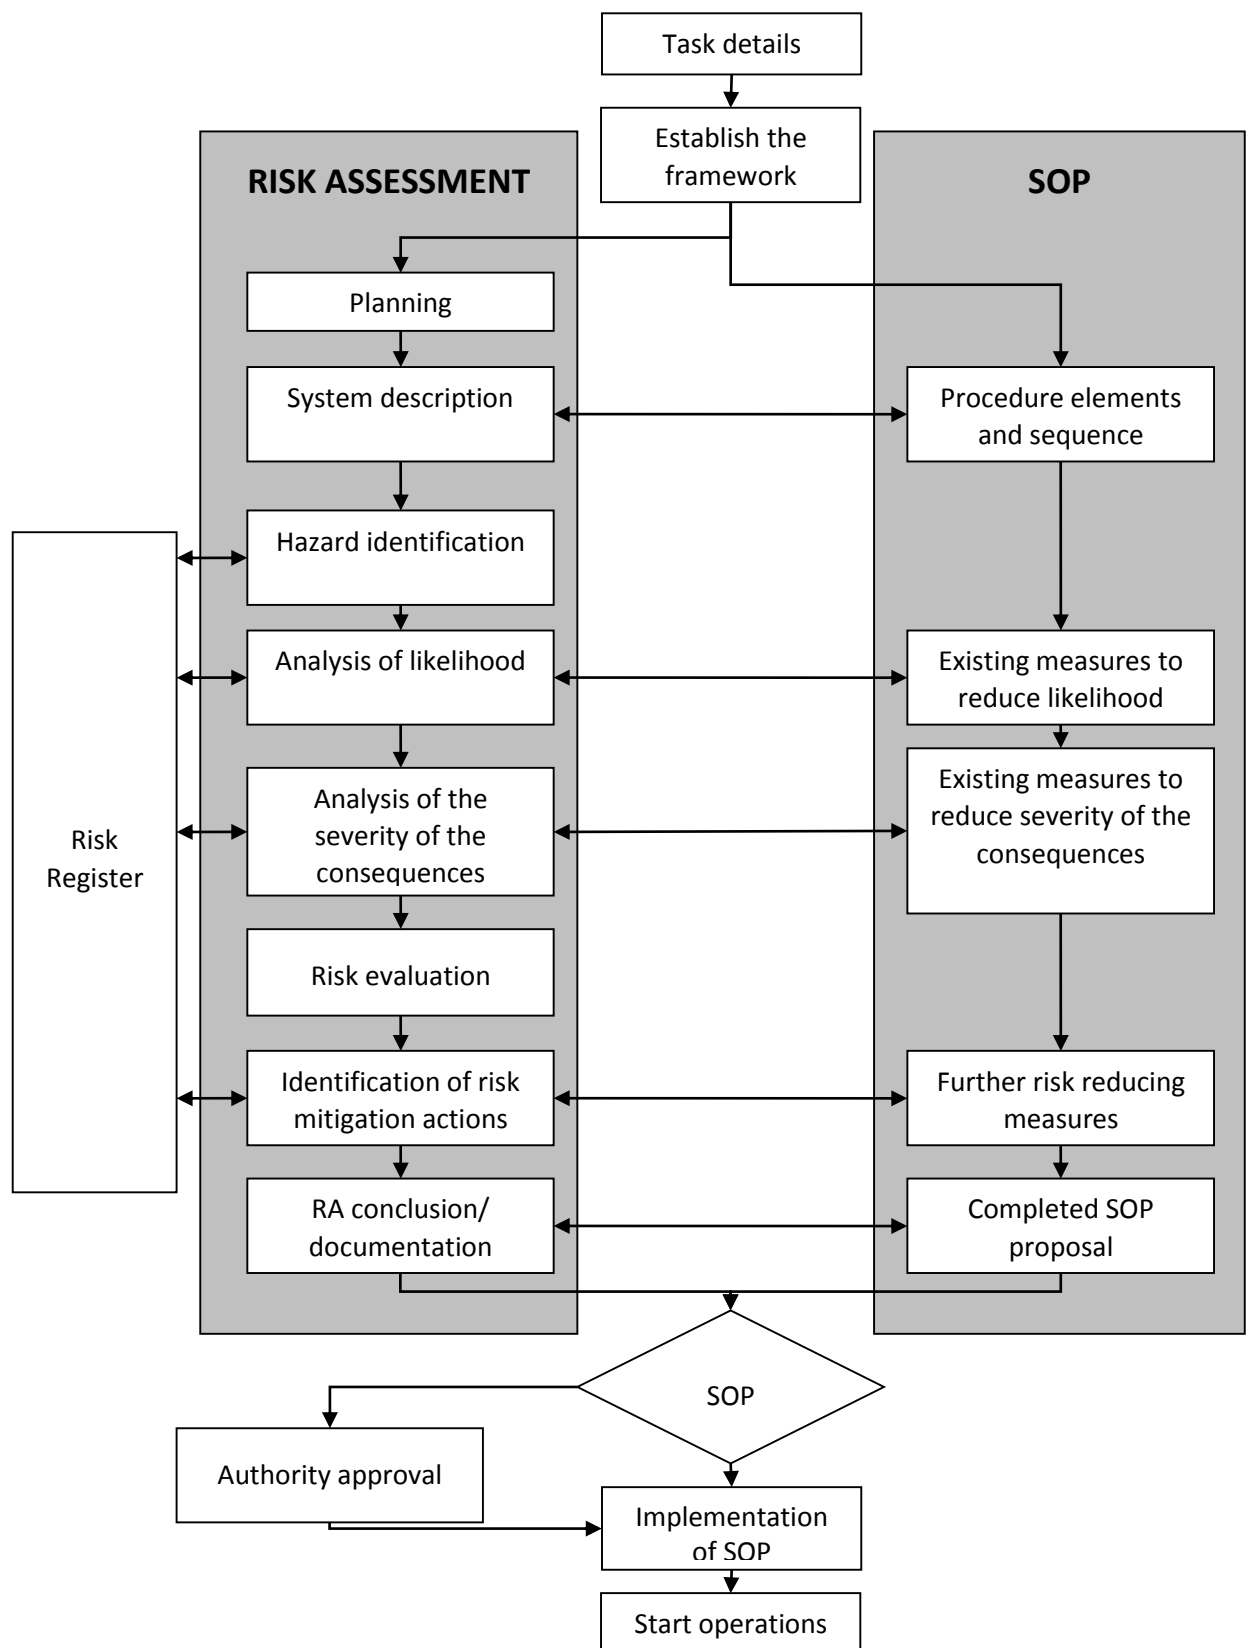 Task details
Establish the
framework
RISK ASSESSMENT
SOP
Planning
System description
Procedure elements
and sequence
Hazard identification
Analysis of likelihood
Existing measures to
reduce likelihood
Analysis of the
severity of the
consequences
Existing measures to
reduce severity of the
consequences
Risk
Register
Risk evaluation
Identification of risk
mitigation actions
Further risk reducing
measures
RA conclusion/
documentation
Completed SOP
proposal
SOP
Authority approval
Implementation
of SOP
Start operations